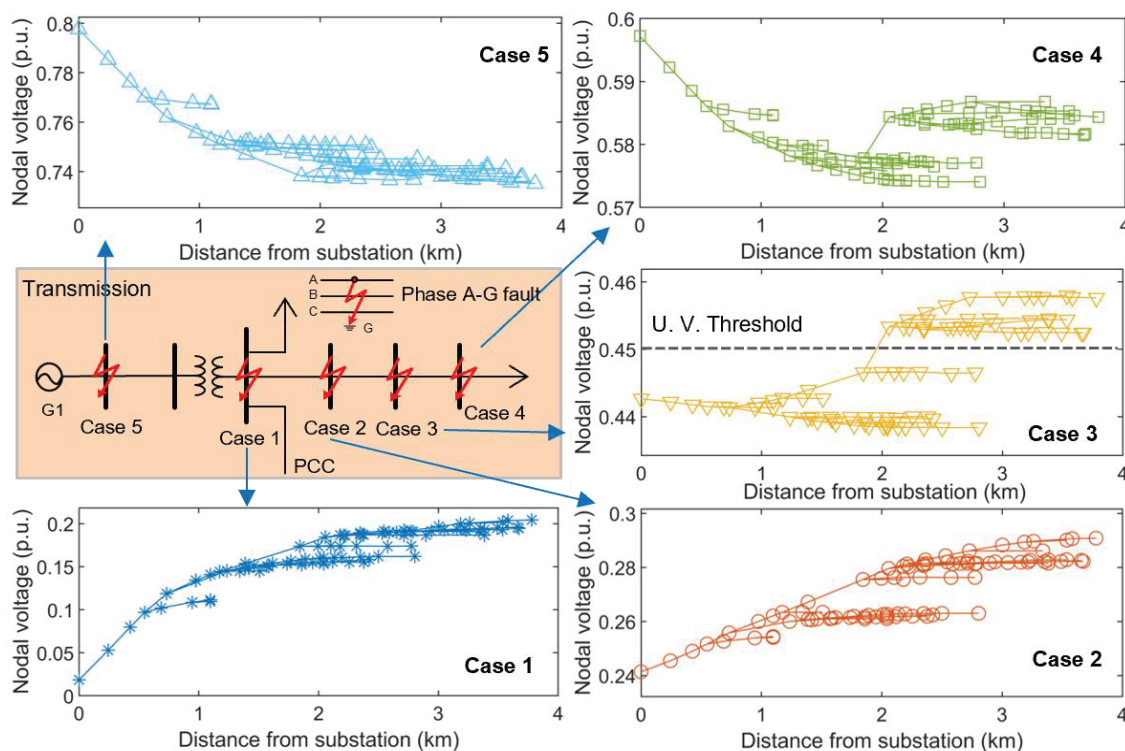 Case 5
Nodal voltage (p.u.)
0.8
0.76
0.74
0 1 2 3 4
Distance from substation (km)
Case 4
Nodal voltage (p.u.)
0.6
0.59
0.58
0.57
0 1 2 3 4
Distance from substation (km)
Transmission
A
B
C
G
Phase A-G fault
G1
Case 5
Case 1
Case 2
Case 3
Case 4
PCC
Nodal voltage (p.u.)
0.46
0.45
0.44
U. V. Threshold
Case 3
0 1 2 3 4
Distance from substation (km)
Nodal voltage (p.u.)
0.2
0.15
0.1
0.05
0
Case 1
0 1 2 3 4
Distance from substation (km)
Nodal voltage (p.u.)
0.3
0.28
0.26
0.24
Case 2
0 1 2 3 4
Distance from substation (km)